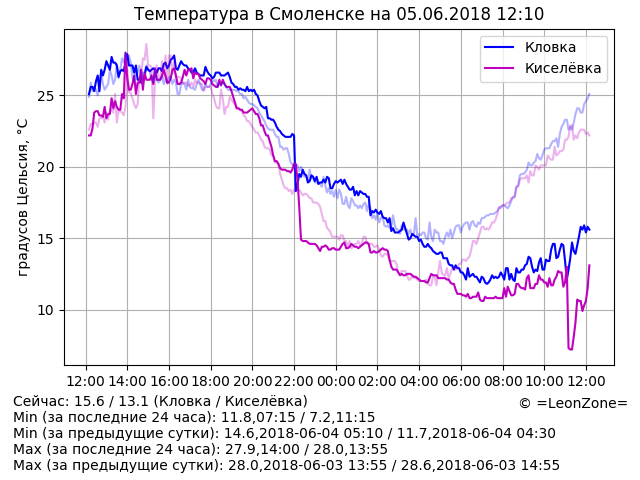 Температура в Смоленске на 05.06.2018 12:10
Кловка
Киселёвка
градусов Цельсия, °C
25
20
15
10
12:00 14:00 16:00 18:00 20:00 22:00 00:00 02:00 04:00 06:00 08:00 10:00 12:00
Сейчас: 15.6 / 13.1 (Кловка / Киселёвка)
© =LeonZone=
Min (за последние 24 часа): 11.8,07:15 / 7.2,11:15
Min (за предыдущие сутки): 14.6,2018-06-04 05:10 / 11.7,2018-06-04 04:30
Max (за последние 24 часа): 27.9,14:00 / 28.0,13:55
Max (за предыдущие сутки): 28.0,2018-06-03 13:55 / 28.6,2018-06-03 14:55